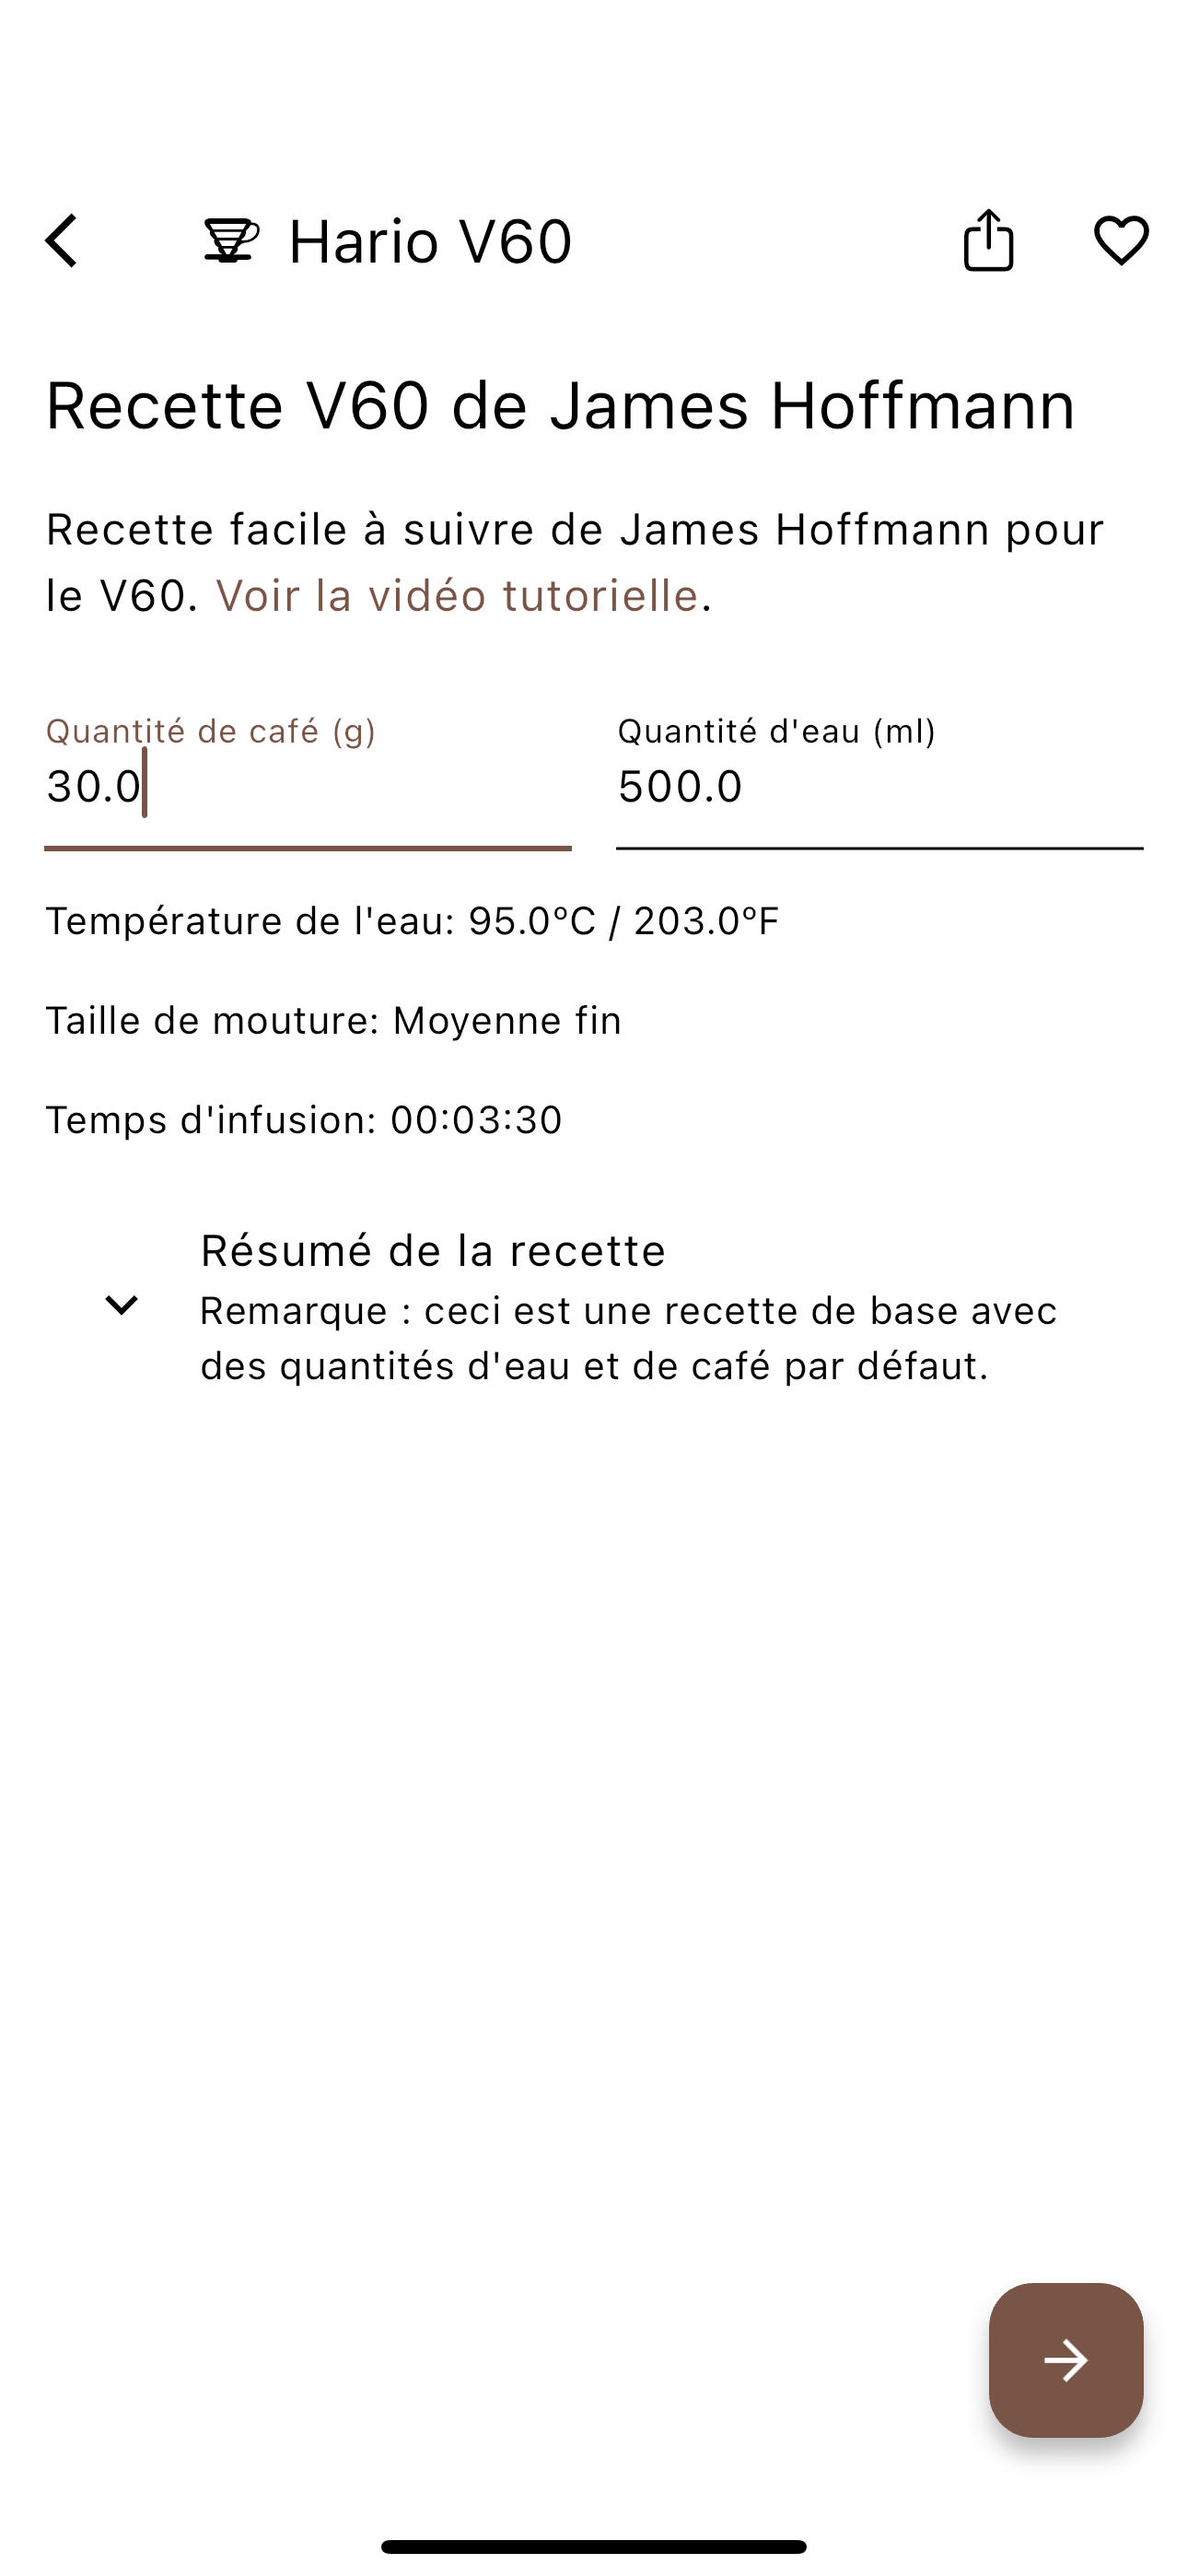 Hario V60
Recette V60 de James Hoffmann
Recette facile à suivre de James Hoffmann pour
le V60. Voir la vidéo tutorielle.
Quantité de café (g)
30.0
Quantité d'eau (ml)
500.0
Température de l'eau: 95.0ºC / 203.0ºF
Taille de mouture: Moyenne fin
Temps d'infusion: 00:03:30
Résumé de la recette
Remarque : ceci est une recette de base avec
des quantités d'eau et de café par défaut.